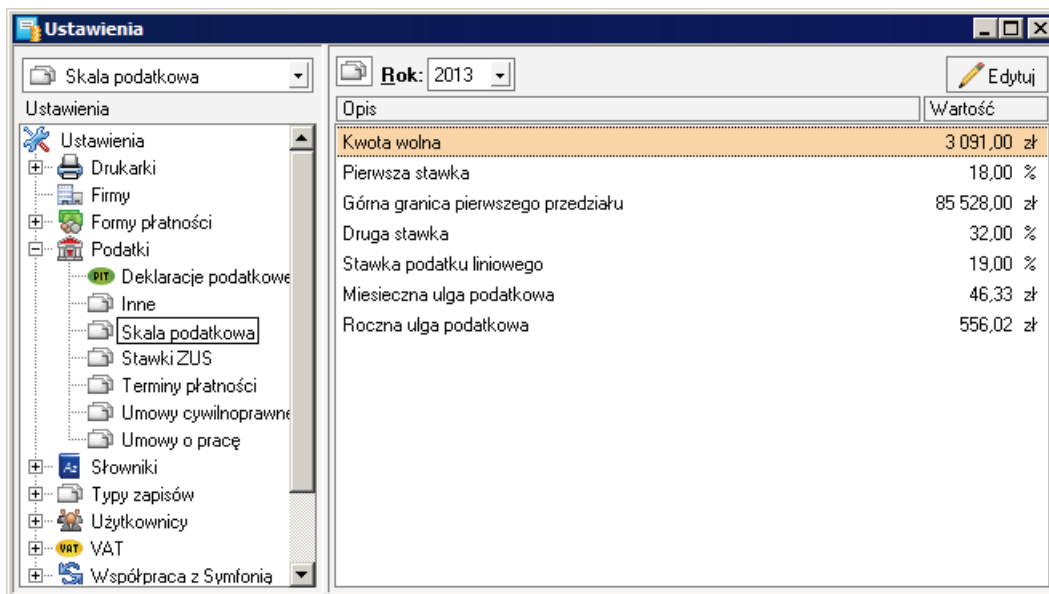 Ustawienia
Skala podatkowa
Rok: 2013
Edytuj
Ustawienia
Opis Wartość
Ustawienia
Drukarki
Firmy
Formy płatności
Podatki
PIT Deklaracje podatkowe
Inne
Skala podatkowa
Stawki ZUS
Terminy płatności
Umowy cywilnoprawne
Umowy o pracę
Az Słowniki
Typy zapisów
Użytkownicy
VAT VAT
Współpraca z Symfonią
Kwota wolna 3 091,00 zł
Pierwsza stawka 18,00 %
Górna granica pierwszego przedziału 85 528,00 zł
Druga stawka 32,00 %
Stawka podatku liniowego 19,00 %
Miesieczna ulga podatkowa 46,33 zł
Roczna ulga podatkowa 556,02 zł